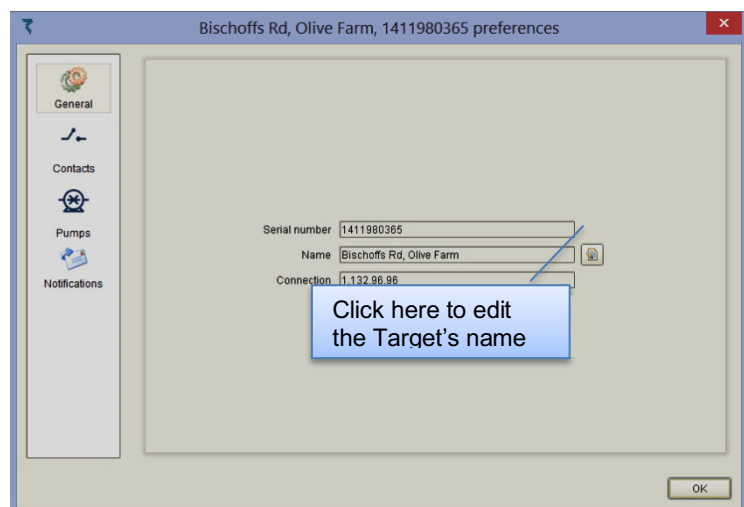 Bischoffs Rd, Olive Farm, 1411980365 preferences
General
Contacts
Pumps
Notifications
Serial number 1411980365
Name Bischoffs Rd, Olive Farm
Connection 1.132.96.96
Click here to edit
the Target’s name
OK